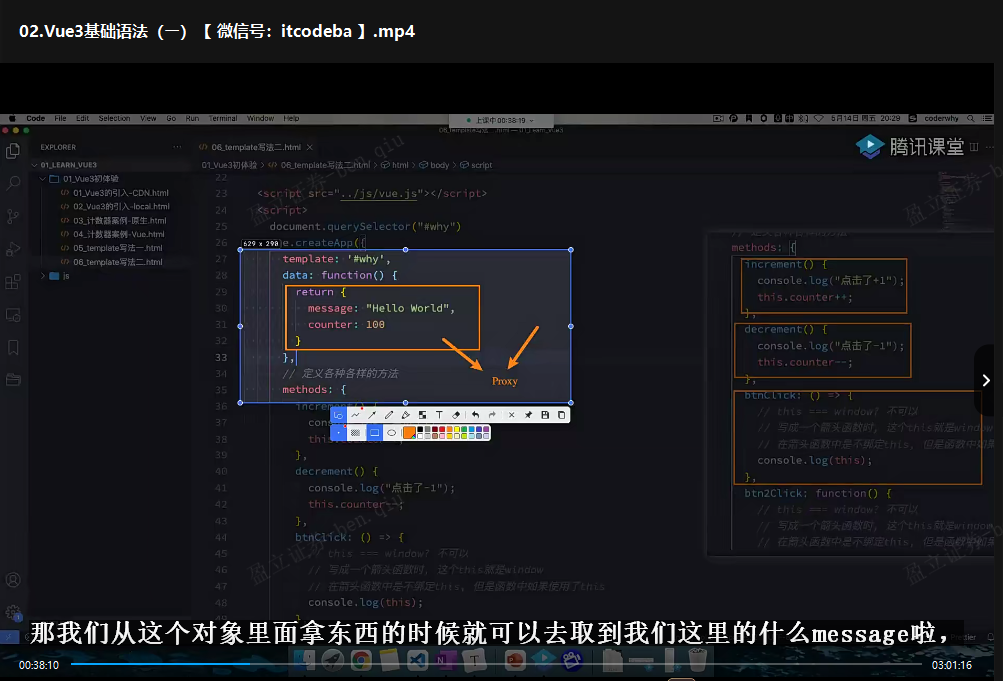 02.Vue3基础语法（一）【 微信号：itcodeba 】.mp4
Code File Edit Selection View Go Run Terminal Window Help
上课中 00:38:19
6月14日 周五 20:29 coderwhy
EXPLORER
06_template写法二.html
腾讯课堂
01_LEARN_VUE3
01_Vue3初体验 > 06_template写法二.html > html > body > script
01_Vue3初体验
01_Vue3的引入-CDN.html
02_Vue3的引入-local.html
03_计数器案例-原生.html
04_计数器案例-Vue.html
05_template写法一.html
06_template写法二.html
js
22
23 <script src="../js/vue.js"></script>
24 <script>
25 document.querySelector("#why")
26 e.createApp({
629 x 290
27 template: '#why',
28 data: function() {
29 return {
30 message: "Hello World",
31 counter: 100
32 }
33 },
34 // 定义各种各样的方法
35 methods: {
Proxy
36 increment() {
37
38
39 },
40 decrement() {
41 console.log("点击了-1");
42 this.counter--;
43 },
44 btnClick: () => {
45 // this === window? 不可以
46 // 写成一个箭头函数时, 这个this就是window
47 // 在箭头函数中是不绑定this, 但是函数中如果使用了this
48 console.log(this);
methods: {
increment() {
console.log("点击了+1");
this.counter++;
},
decrement() {
console.log("点击了-1");
this.counter--;
},
btnClick: () => {
// this === window? 不可以
// 写成一个箭头函数时, 这个this就是window
// 在箭头函数中是不绑定this, 但是函数中如果
console.log(this);
},
btn2Click: function() {
// this === window? 不可以
// 写成一个箭头函数时, 这个this就是window
// 在箭头函数中是不绑定this, 但是函数中如果
那我们从这个对象里面拿东西的时候就可以去取到我们这里的什么message啦，
00:38:10
03:01:16